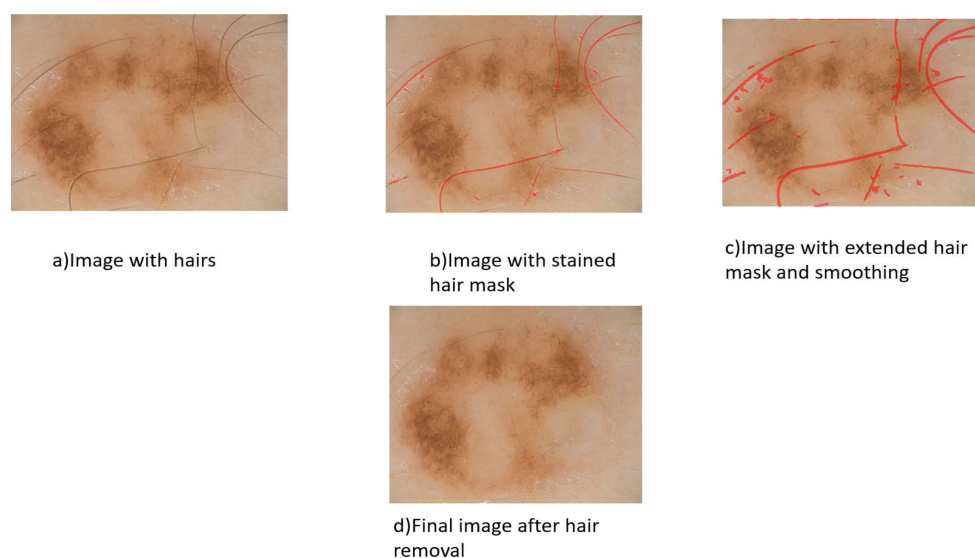 a)Image with hairs
b)Image with stained
hair mask
c)Image with extended hair
mask and smoothing
d)Final image after hair
removal